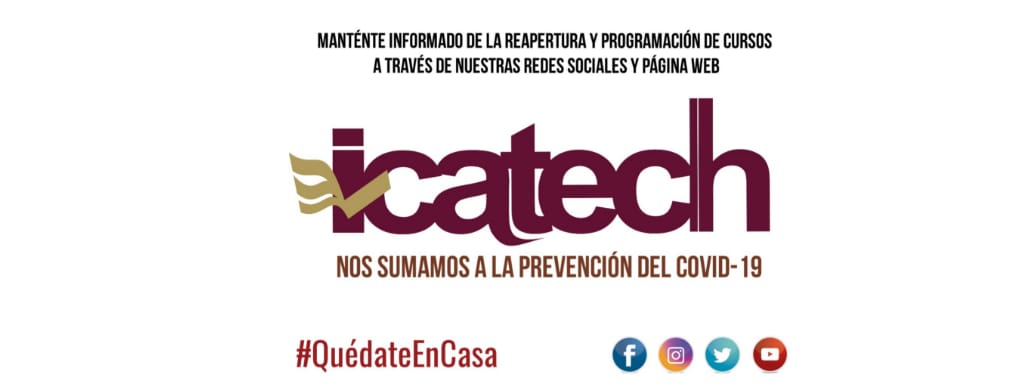 MANTÉNTE INFORMADO DE LA REAPERTURA Y PROGRAMACIÓN DE CURSOS
A TRAVÉS DE NUESTRAS REDES SOCIALES Y PÁGINA WEB
icatech
NOS SUMAMOS A LA PREVENCIÓN DEL COVID-19
#QuédateEnCasa